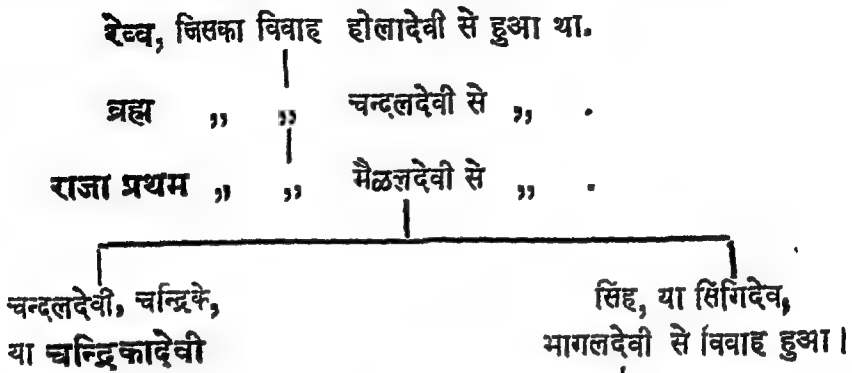 रेव्व, जिसका विवाह होलादेवी से हुआ था.
ब्रह्म ,, ,, चन्दलदेवी से ,, .
राजा प्रथम ,, ,, मैळलदेवी से ,, .
चन्दलदेवी, चन्द्रिके, सिंह, या सिंगिदेव,
या चन्द्रिकादेवी भागलदेवी से विवाह हुआ।